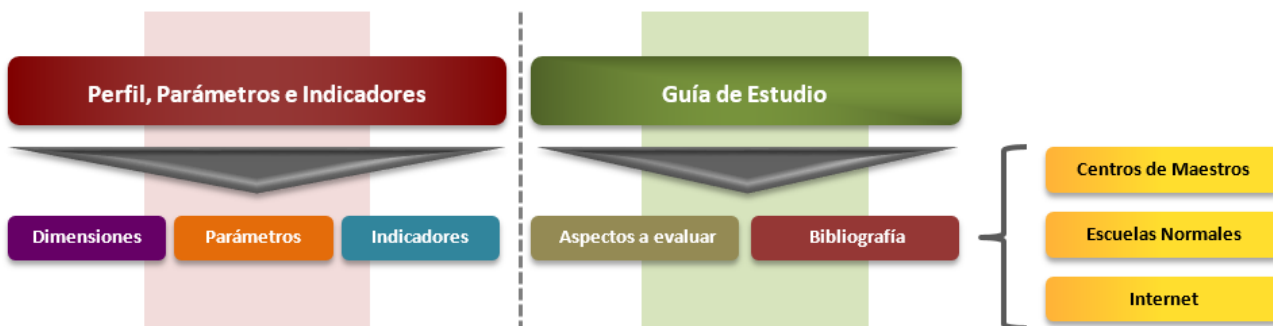 Perfil, Parámetros e Indicadores
Guía de Estudio
Dimensiones
Parámetros
Indicadores
Aspectos a evaluar
Bibliografía
Centros de Maestros
Escuelas Normales
Internet